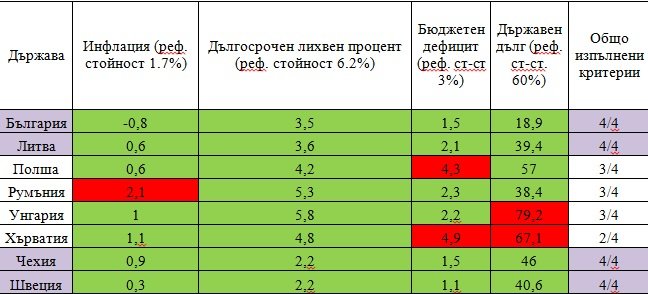 Държава
Инфлация (реф.
стойност 1.7%)
Дългосрочен лихвен процент
(реф. стойност 6.2%)
Бюджетен
дефицит
(реф. ст-ст
3%)
Държавен
дълг (реф.
ст-ст.
60%)
Общо
изпълнени
критерии
България -0,8 3,5 1,5 18,9 4/4
Литва 0,6 3,6 2,1 39,4 4/4
Полша 0,6 4,2 4,3 57 3/4
Румъния 2,1 5,3 2,3 38,4 3/4
Унгария 1 5,8 2,2 79,2 3/4
Хърватия 1,1 4,8 4,9 67,1 2/4
Чехия 0,9 2,2 1,5 46 4/4
Швеция 0,3 2,2 1,1 40,6 4/4